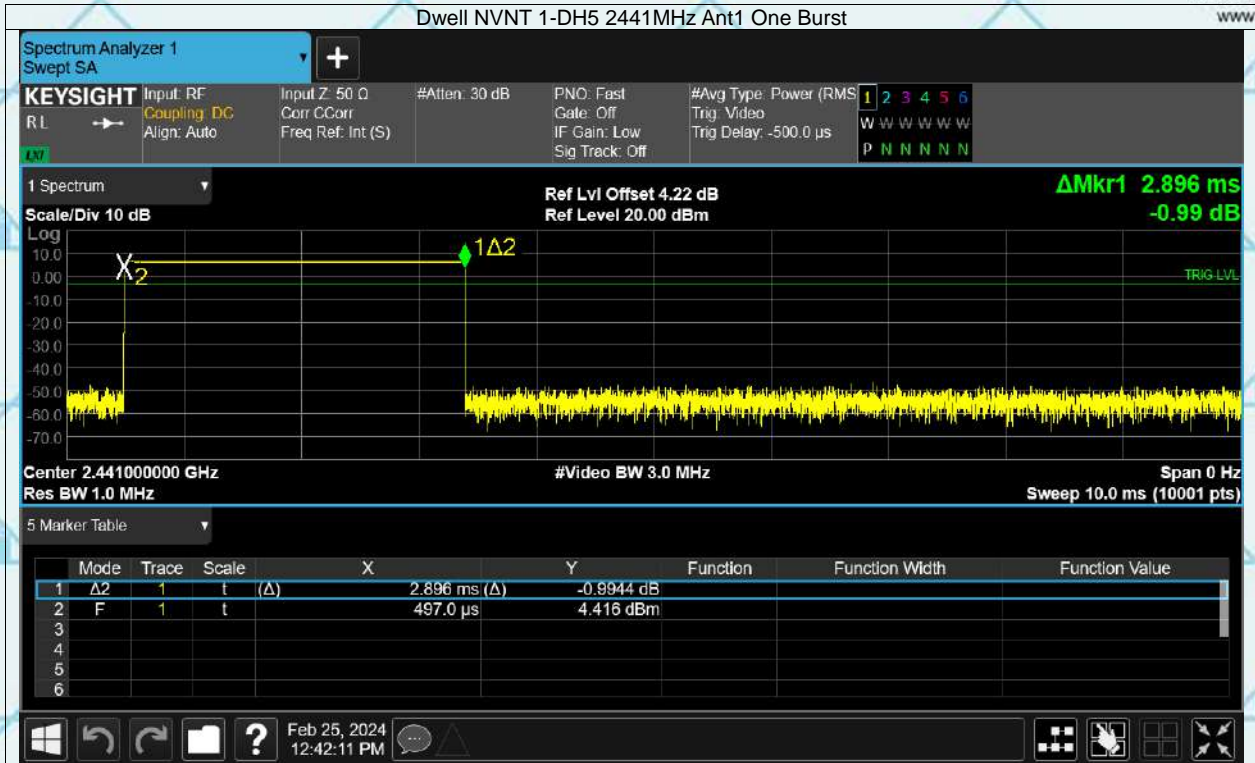 Dwell NVNT 1-DH5 2441MHz Ant1 One Burst
www
Spectrum Analyzer 1
Swept SA
+
KEYSIGHT
RL
LXI
Input: RF
Coupling: DC
Align: Auto
Input Z: 50 Ω
Corr CCorr
Freq Ref: Int (S)
#Atten: 30 dB
PNO: Fast
Gate: Off
IF Gain: Low
Sig Track: Off
#Avg Type: Power (RMS
Trig: Video
Trig Delay: -500.0 µs
1 2 3 4 5 6
W W W W W W
P N N N N N
1 Spectrum
Scale/Div 10 dB
Ref Lvl Offset 4.22 dB
Ref Level 20.00 dBm
ΔMkr1 2.896 ms
-0.99 dB
Log
10.0
0.00
-10.0
-20.0
-30.0
-40.0
-50.0
-60.0
-70.0
2
1Δ2
TRIG LVL
Center 2.441000000 GHz
#Video BW 3.0 MHz
Span 0 Hz
Res BW 1.0 MHz
Sweep 10.0 ms (10001 pts)
5 Marker Table
Mode Trace Scale X Y Function Function Width Function Value
1 Δ2 1 t (Δ) 2.896 ms (Δ) -0.9944 dB
2 F 1 t 497.0 µs 4.416 dBm
3
4
5
6
?
Feb 25, 2024
12:42:11 PM